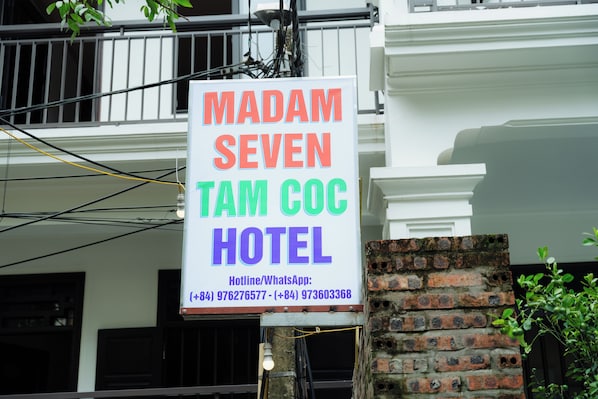 MADAM
SEVEN
TAM COC
HOTEL
Hotline/WhatsApp:
(+84) 976276577 - (+84) 973603368